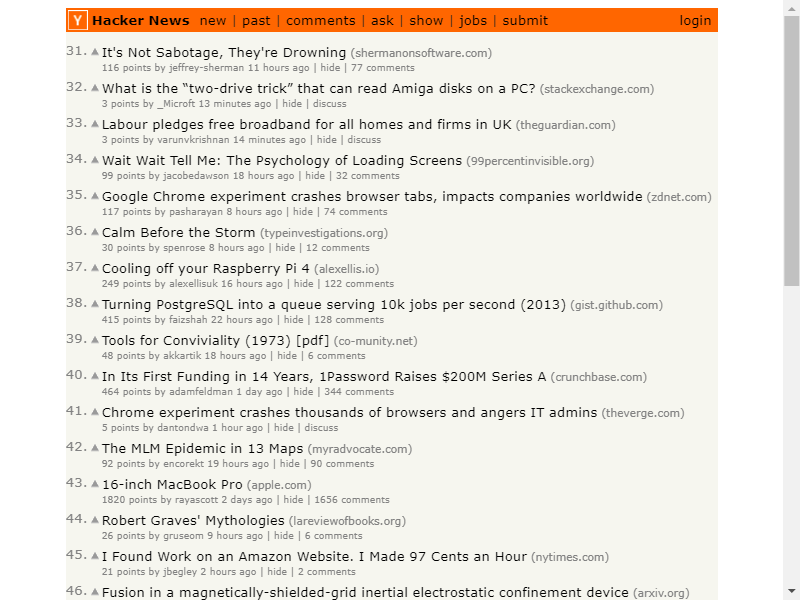 Y Hacker News new | past | comments | ask | show | jobs | submit login
31. It's Not Sabotage, They're Drowning (shermanonsoftware.com)
116 points by jeffrey-sherman 11 hours ago | hide | 77 comments
32. What is the “two-drive trick” that can read Amiga disks on a PC? (stackexchange.com)
3 points by _Microft 13 minutes ago | hide | discuss
33. Labour pledges free broadband for all homes and firms in UK (theguardian.com)
3 points by varunvkrishnan 14 minutes ago | hide | discuss
34. Wait Wait Tell Me: The Psychology of Loading Screens (99percentinvisible.org)
99 points by jacobedawson 18 hours ago | hide | 32 comments
35. Google Chrome experiment crashes browser tabs, impacts companies worldwide (zdnet.com)
117 points by pasharayan 8 hours ago | hide | 74 comments
36. Calm Before the Storm (typeinvestigations.org)
30 points by spenrose 8 hours ago | hide | 12 comments
37. Cooling off your Raspberry Pi 4 (alexellis.io)
249 points by alexellisuk 16 hours ago | hide | 122 comments
38. Turning PostgreSQL into a queue serving 10k jobs per second (2013) (gist.github.com)
415 points by faizshah 22 hours ago | hide | 128 comments
39. Tools for Conviviality (1973) [pdf] (co-munity.net)
48 points by akkartik 18 hours ago | hide | 6 comments
40. In Its First Funding in 14 Years, 1Password Raises $200M Series A (crunchbase.com)
464 points by adamfeldman 1 day ago | hide | 344 comments
41. Chrome experiment crashes thousands of browsers and angers IT admins (theverge.com)
5 points by dantondwa 1 hour ago | hide | discuss
42. The MLM Epidemic in 13 Maps (myradvocate.com)
92 points by encorekt 19 hours ago | hide | 90 comments
43. 16-inch MacBook Pro (apple.com)
1820 points by rayascott 2 days ago | hide | 1656 comments
44. Robert Graves' Mythologies (lareviewofbooks.org)
26 points by gruseom 9 hours ago | hide | 6 comments
45. I Found Work on an Amazon Website. I Made 97 Cents an Hour (nytimes.com)
21 points by jbegley 2 hours ago | hide | 2 comments
46. Fusion in a magnetically-shielded-grid inertial electrostatic confinement device (arxiv.org)